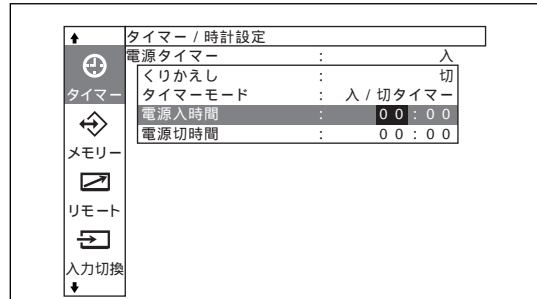 タイマー / 時計設定
電源タイマー : 入
くりかえし : 切
タイマーモード : 入 / 切タイマー
電源入時間 : 00:00
電源切時間 : 00:00
タイマー
メモリー
リモート
入力切換